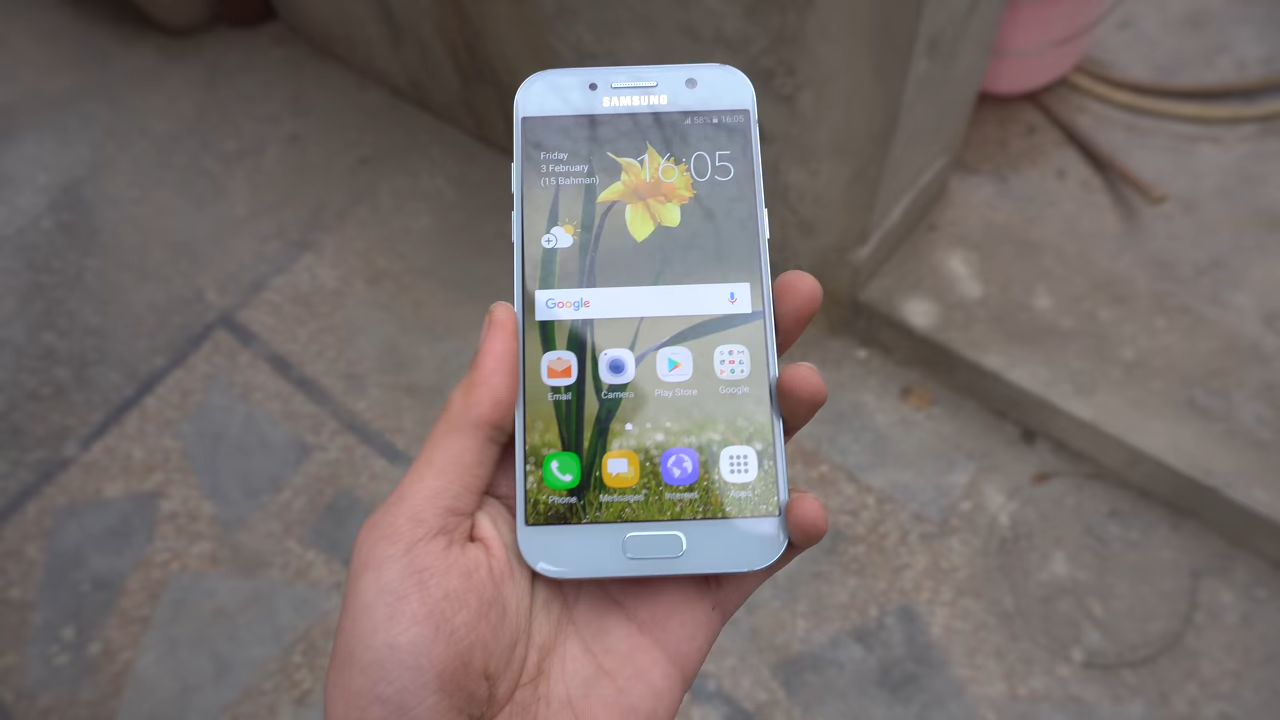 SAMSUNG
58% 16:05
Friday
3 February
(15 Bahman)
16:05
Google
Email
Camera
Play Store
Google
Phone
Messages
Internet
Apps